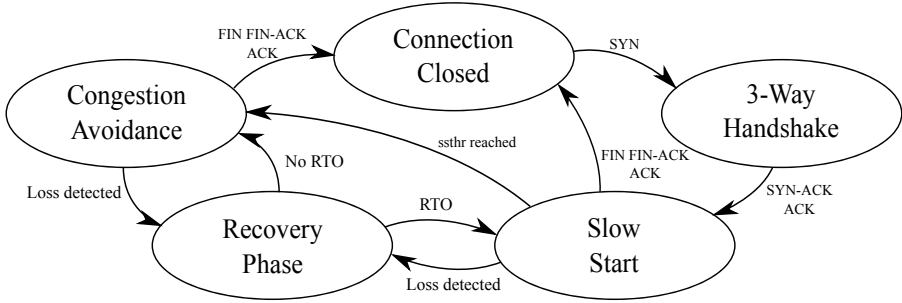 FIN FIN-ACK
ACK
Connection
Closed
SYN
Congestion
Avoidance
3-Way
Handshake
ssthr reached
No RTO
FIN FIN-ACK
ACK
Loss detected
SYN-ACK
ACK
Recovery
Phase
RTO
Slow
Start
Loss detected